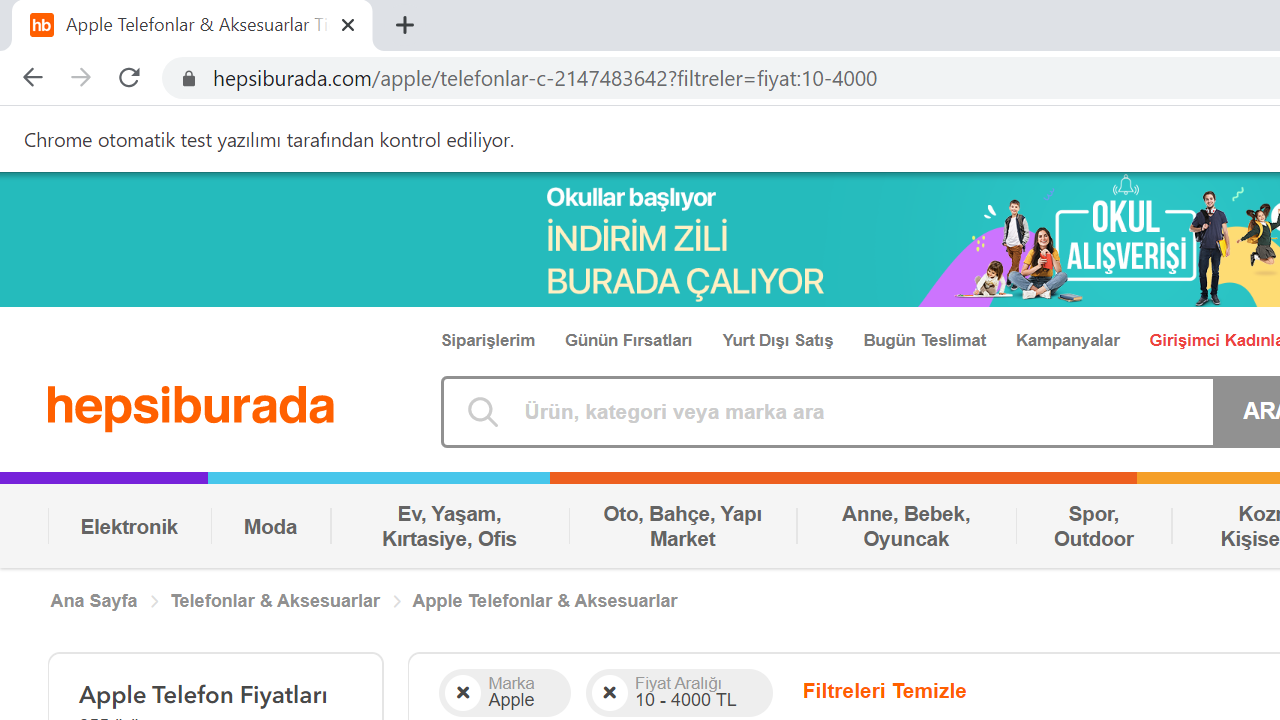 hb Apple Telefonlar & Aksesuarlar Ti
hepsiburada.com/apple/telefonlar-c-2147483642?filtreler=fiyat:10-4000
Chrome otomatik test yazılımı tarafından kontrol ediliyor.
Okullar başlıyor
İNDİRİM ZİLİ
BURADA ÇALIYOR
OKUL
ALIŞVERİŞİ
Siparişlerim Günün Fırsatları Yurt Dışı Satış Bugün Teslimat Kampanyalar Girişimci Kadınla
hepsiburada
Ürün, kategori veya marka ara
ARA
Elektronik
Moda
Ev, Yaşam,
Kırtasiye, Ofis
Oto, Bahçe, Yapı
Market
Anne, Bebek,
Oyuncak
Spor,
Outdoor
Koz
Kişise
Ana Sayfa Telefonlar & Aksesuarlar Apple Telefonlar & Aksesuarlar
Apple Telefon Fiyatları
Marka
Apple
Fiyat Aralığı
10 - 4000 TL
Filtreleri Temizle